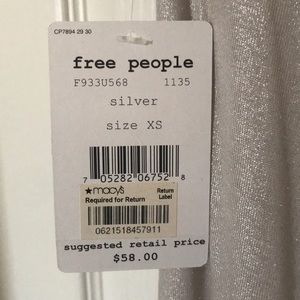 CP7894 29 30
free people
F933U568 1135
silver
size XS
7 05282 06752 8
★macy's Return
Required for Return Label
0621518457911
suggested retail price
$58.00